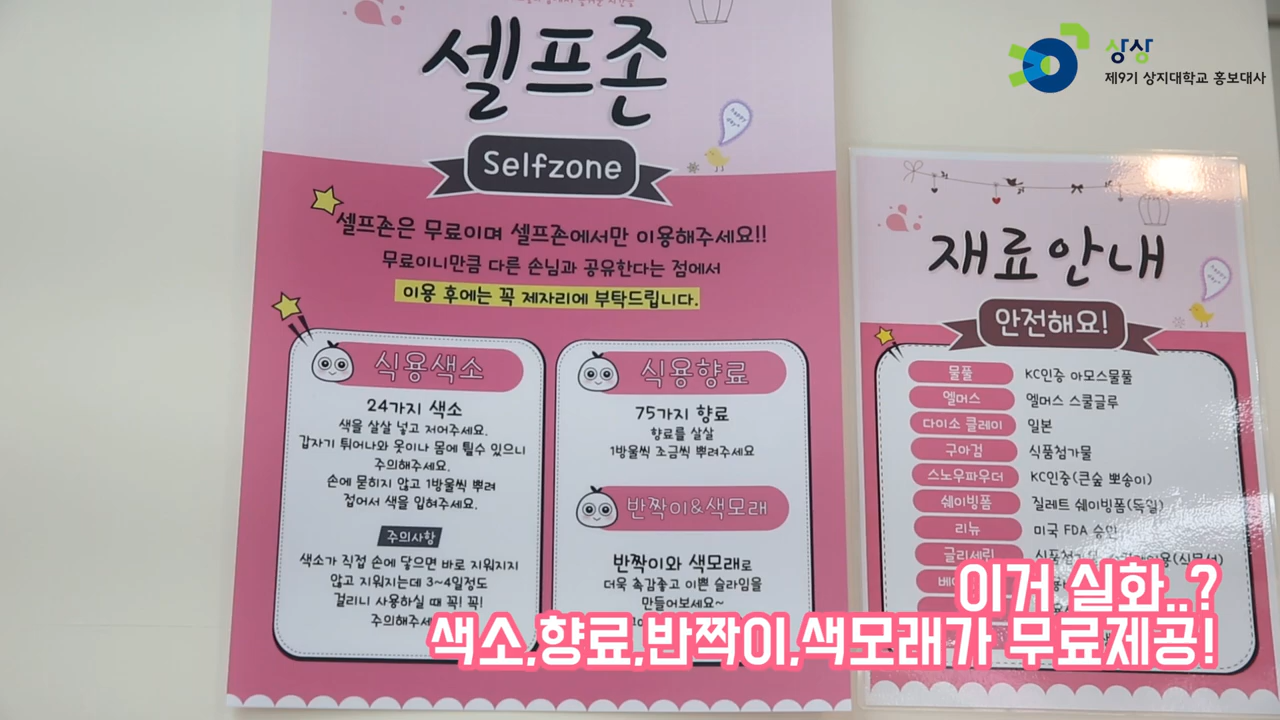 셀프존
Selfzone
happy
day*
셀프존은 무료이며 셀프존에서만 이용해주세요!!
무료이니만큼 다른 손님과 공유한다는 점에서
이용 후에는 꼭 제자리에 부탁드립니다.
식용색소
24가지 색소
색을 살살 넣고 저어주세요.
갑자기 튀어나와 옷이나 몸에 튈수 있으니
주의해주세요.
손에 묻히지 않고 1방울씩 뿌려
접어서 색을 입혀주세요.
주의사항
색소가 직접 손에 닿으면 바로 지워지지
않고 지워지는데 3~4일정도
걸리니 사용하실 때 꼭! 꼭!
식용향료
75가지 향료
향료를 살살
1방울씩 조금씩 뿌려주세요
반짝이&색모래
반짝이와 색모래로
더욱 촉감좋고 이쁜 슬라임을
만들어보세요~
상상
제9기 상지대학교 홍보대사
재료안내
안전해요!
물풀 KC인증 아모스물풀
엘머스 엘머스 스쿨글루
다이소 클레이 일본
구아검 식품첨가물
스노우파우더 KC인증(큰숲 뽀송이)
쉐이빙폼 질레트 쉐이빙폼(독일)
리뉴 미국 FDA 승인
글리세린
이거 실화..?
색소,향료,반짝이,색모래가 무료제공!